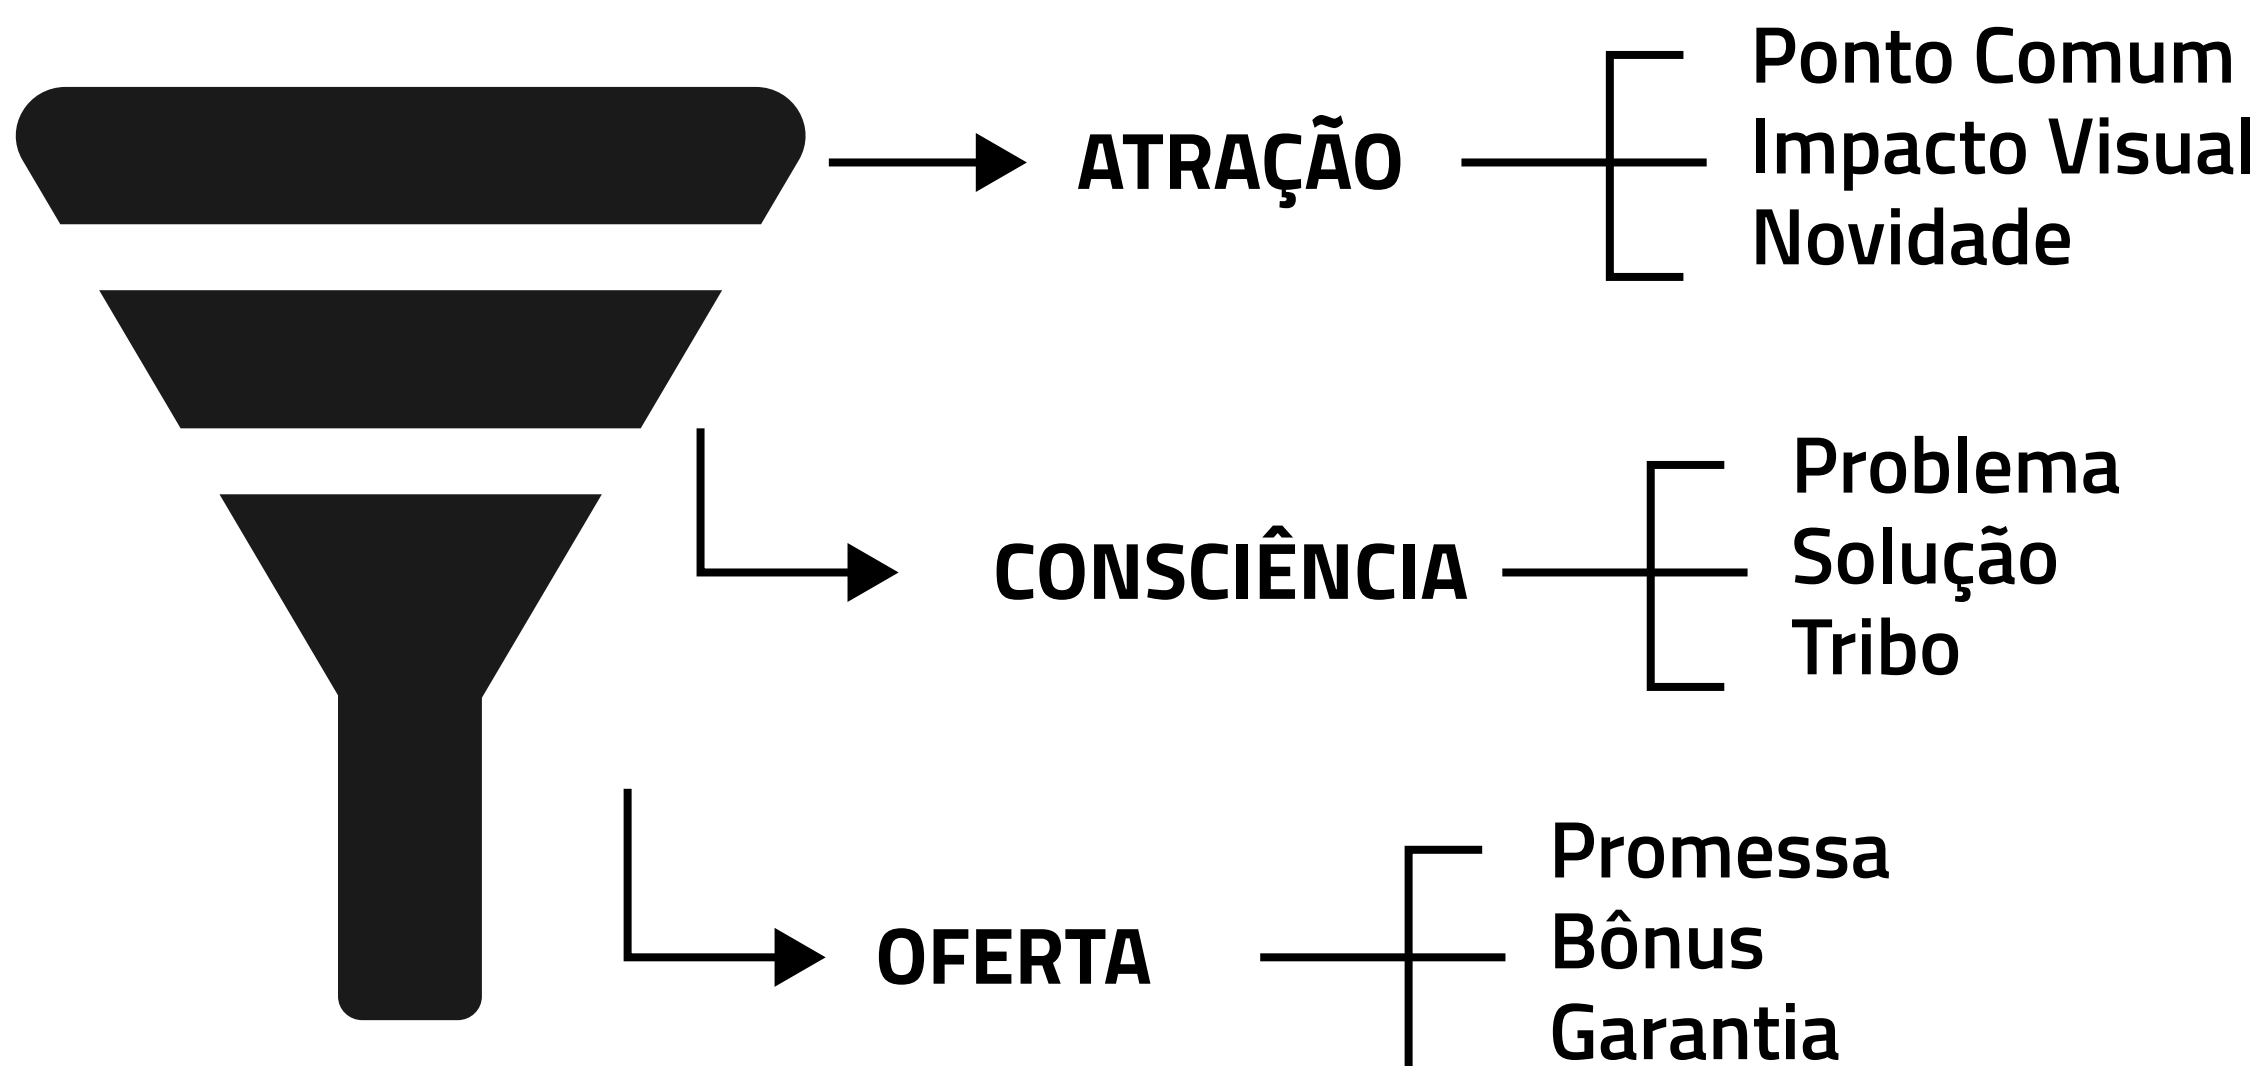 ATRAÇÃO
Ponto Comum
Impacto Visual
Novidade
CONSCIÊNCIA
Problema
Solução
Tribo
OFERTA
Promessa
Bônus
Garantia